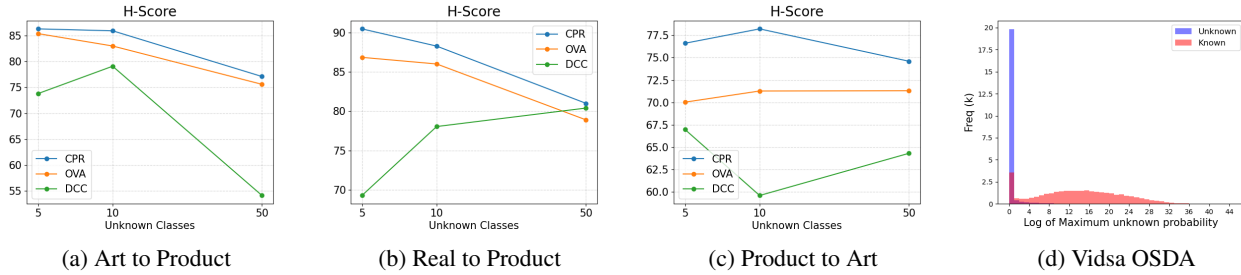 H-Score
85
80
75
70
65
60
55
CPR
OVA
DCC
5
10
50
Unknown Classes
(a) Art to Product
H-Score
90
85
80
75
70
CPR
OVA
DCC
5
10
50
Unknown Classes
(b) Real to Product
H-Score
77.5
75.0
72.5
70.0
67.5
65.0
62.5
60.0
CPR
OVA
DCC
5
10
50
Unknown Classes
(c) Product to Art
Freq (k)
20
17.5
15
12.5
10
7.5
5
2.5
0
Unknown
Known
0 4 8 12 16 20 24 28 32 36 40 44
Log of Maximum unknown probability
(d) Vidsa OSDA